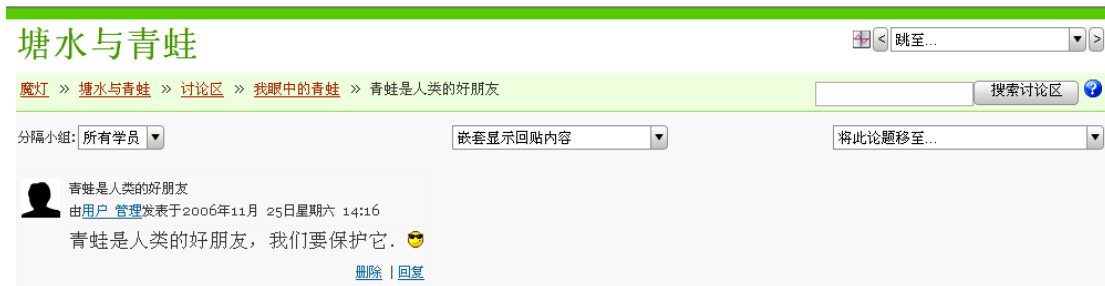 塘水与青蛙
< 跳至... >
魔灯 » 塘水与青蛙 » 讨论区 » 我眼中的青蛙 » 青蛙是人类的好朋友 搜索讨论区 ?
分隔小组: 所有学员 嵌套显示回贴内容 将此论题移至...
青蛙是人类的好朋友
由用户 管理发表于2006年11月 25日星期六 14:16
青蛙是人类的好朋友，我们要保护它.
删除 | 回复